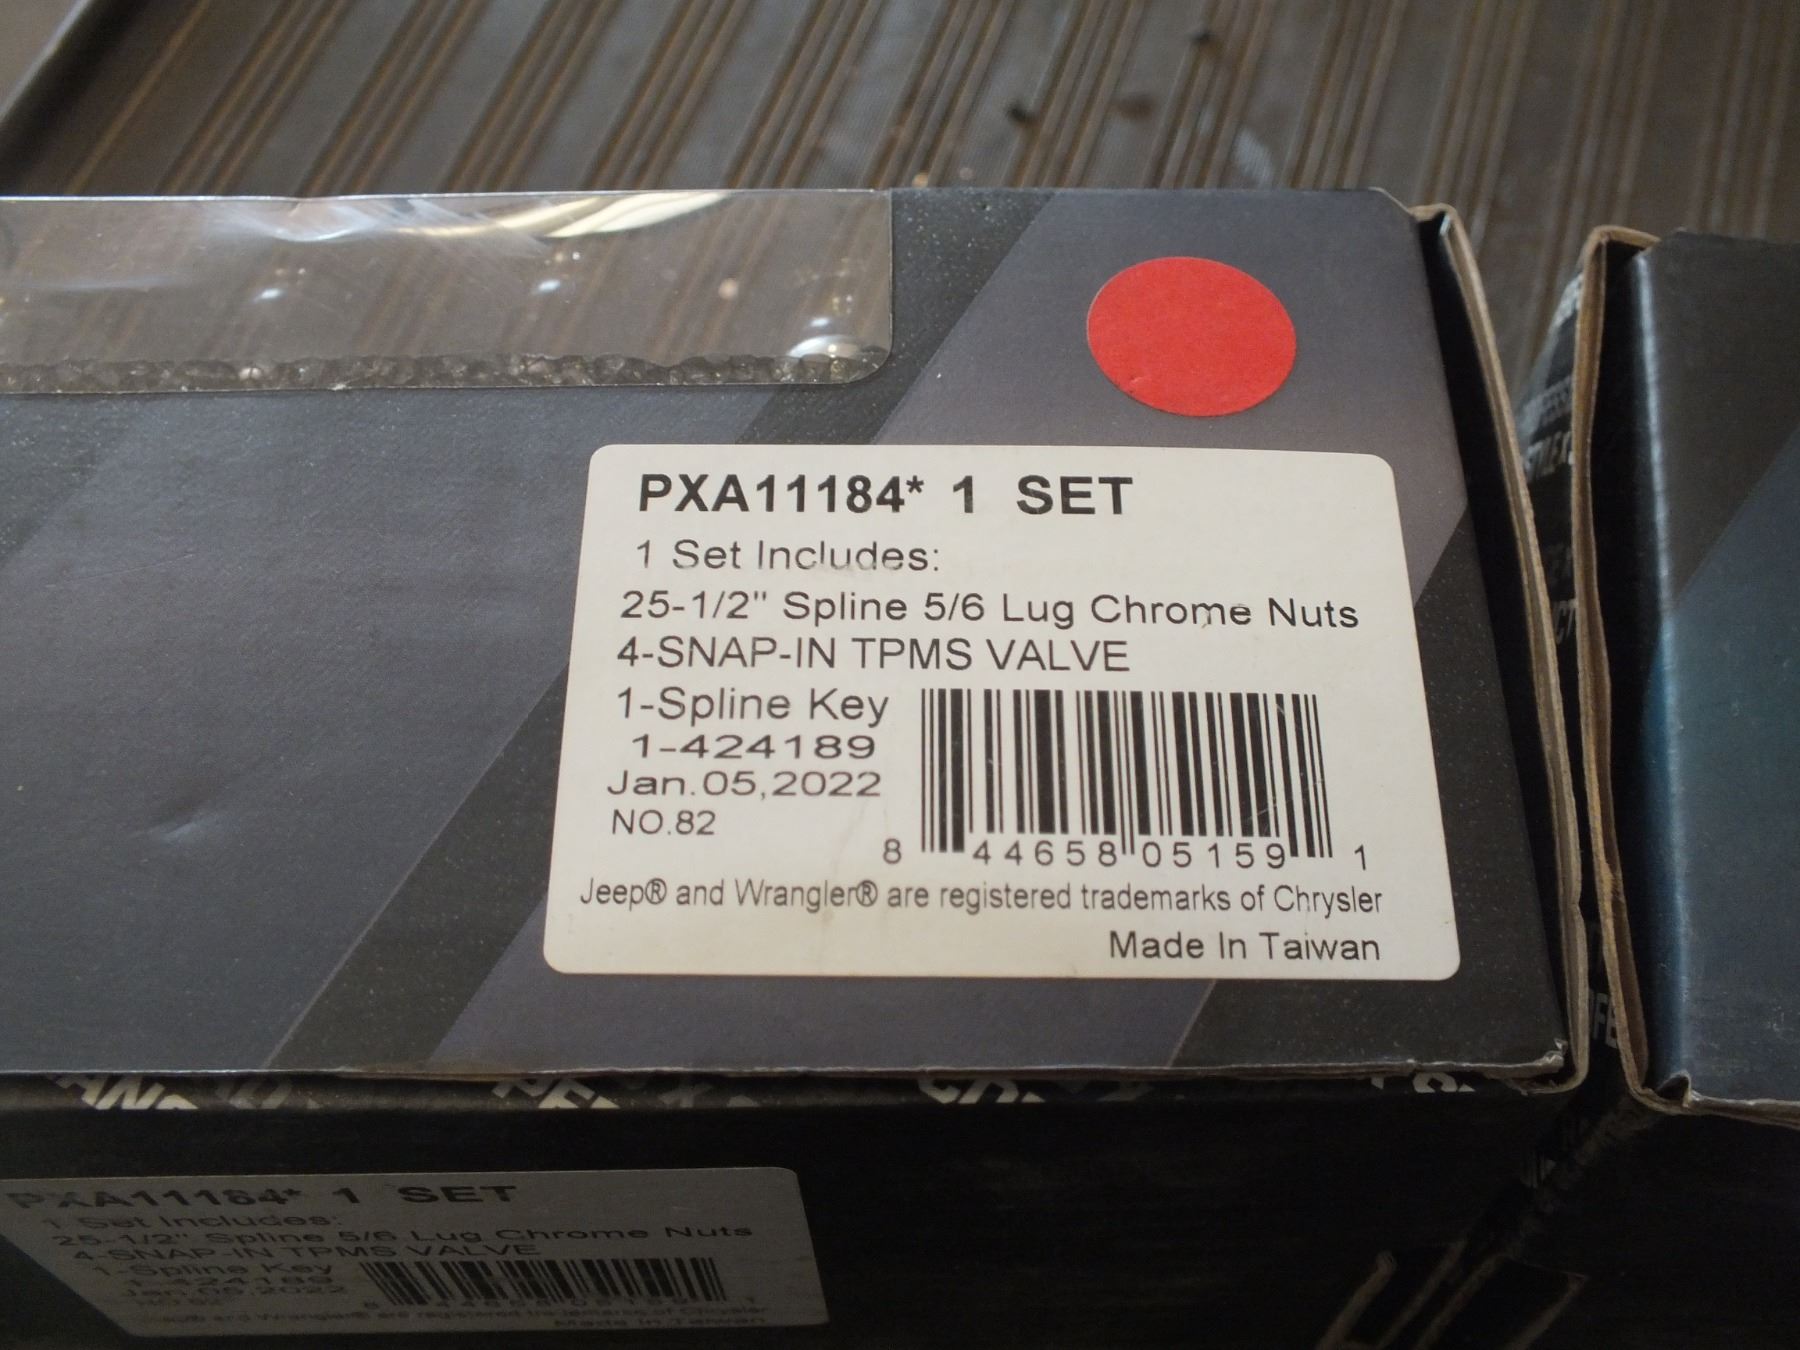 PXA11184* 1 SET
1 Set Includes:
25-1/2" Spline 5/6 Lug Chrome Nuts
4-SNAP-IN TPMS VALVE
1-Spline Key
1-424189
Jan.05,2022
NO.82
8 44658 05159 1
Jeep® and Wrangler® are registered trademarks of Chrysler
Made In Taiwan
PXA11184* 1 SET
1 Set Includes:
25-1/2" Spline 5/6 Lug Chrome Nuts
4-SNAP-IN TPMS VALVE
1-Spline Key
1-424189
Jan.05,2022
Made In Taiwan